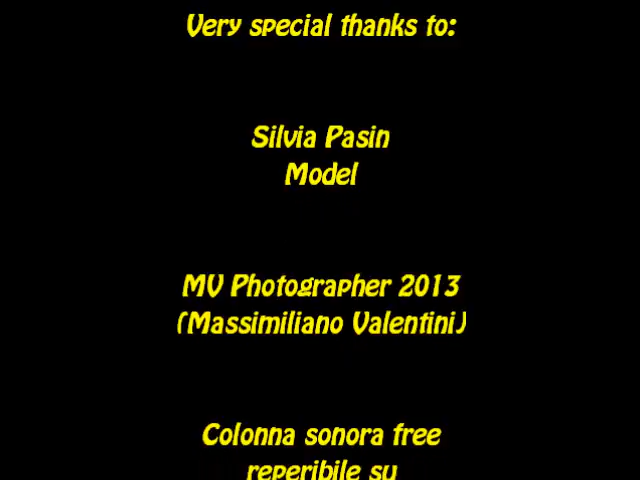 Very special thanks to:
Silvia Pasin
Model
MV Photographer 2013
(Massimiliano Valentini)
Colonna sonora free
reperibile su